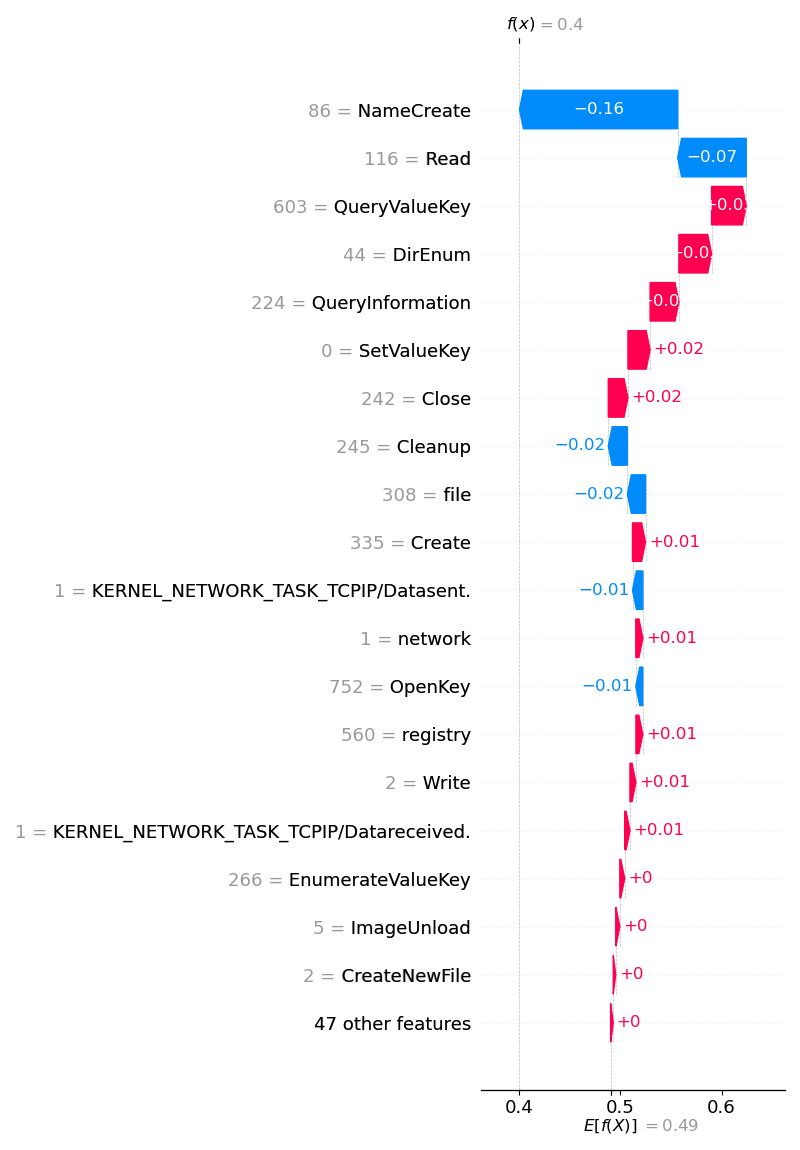 f(x) = 0.4
86 = NameCreate −0.16
116 = Read −0.07
603 = QueryValueKey
44 = DirEnum
224 = QueryInformation
0 = SetValueKey +0.02
242 = Close +0.02
245 = Cleanup −0.02
308 = file −0.02
335 = Create +0.01
1 = KERNEL_NETWORK_TASK_TCPIP/Datasent. −0.01
1 = network +0.01
752 = OpenKey −0.01
560 = registry +0.01
2 = Write +0.01
1 = KERNEL_NETWORK_TASK_TCPIP/Datareceived. +0.01
266 = EnumerateValueKey +0
5 = ImageUnload +0
2 = CreateNewFile +0
47 other features +0
0.4 0.5 0.6
E[f(X)] = 0.49